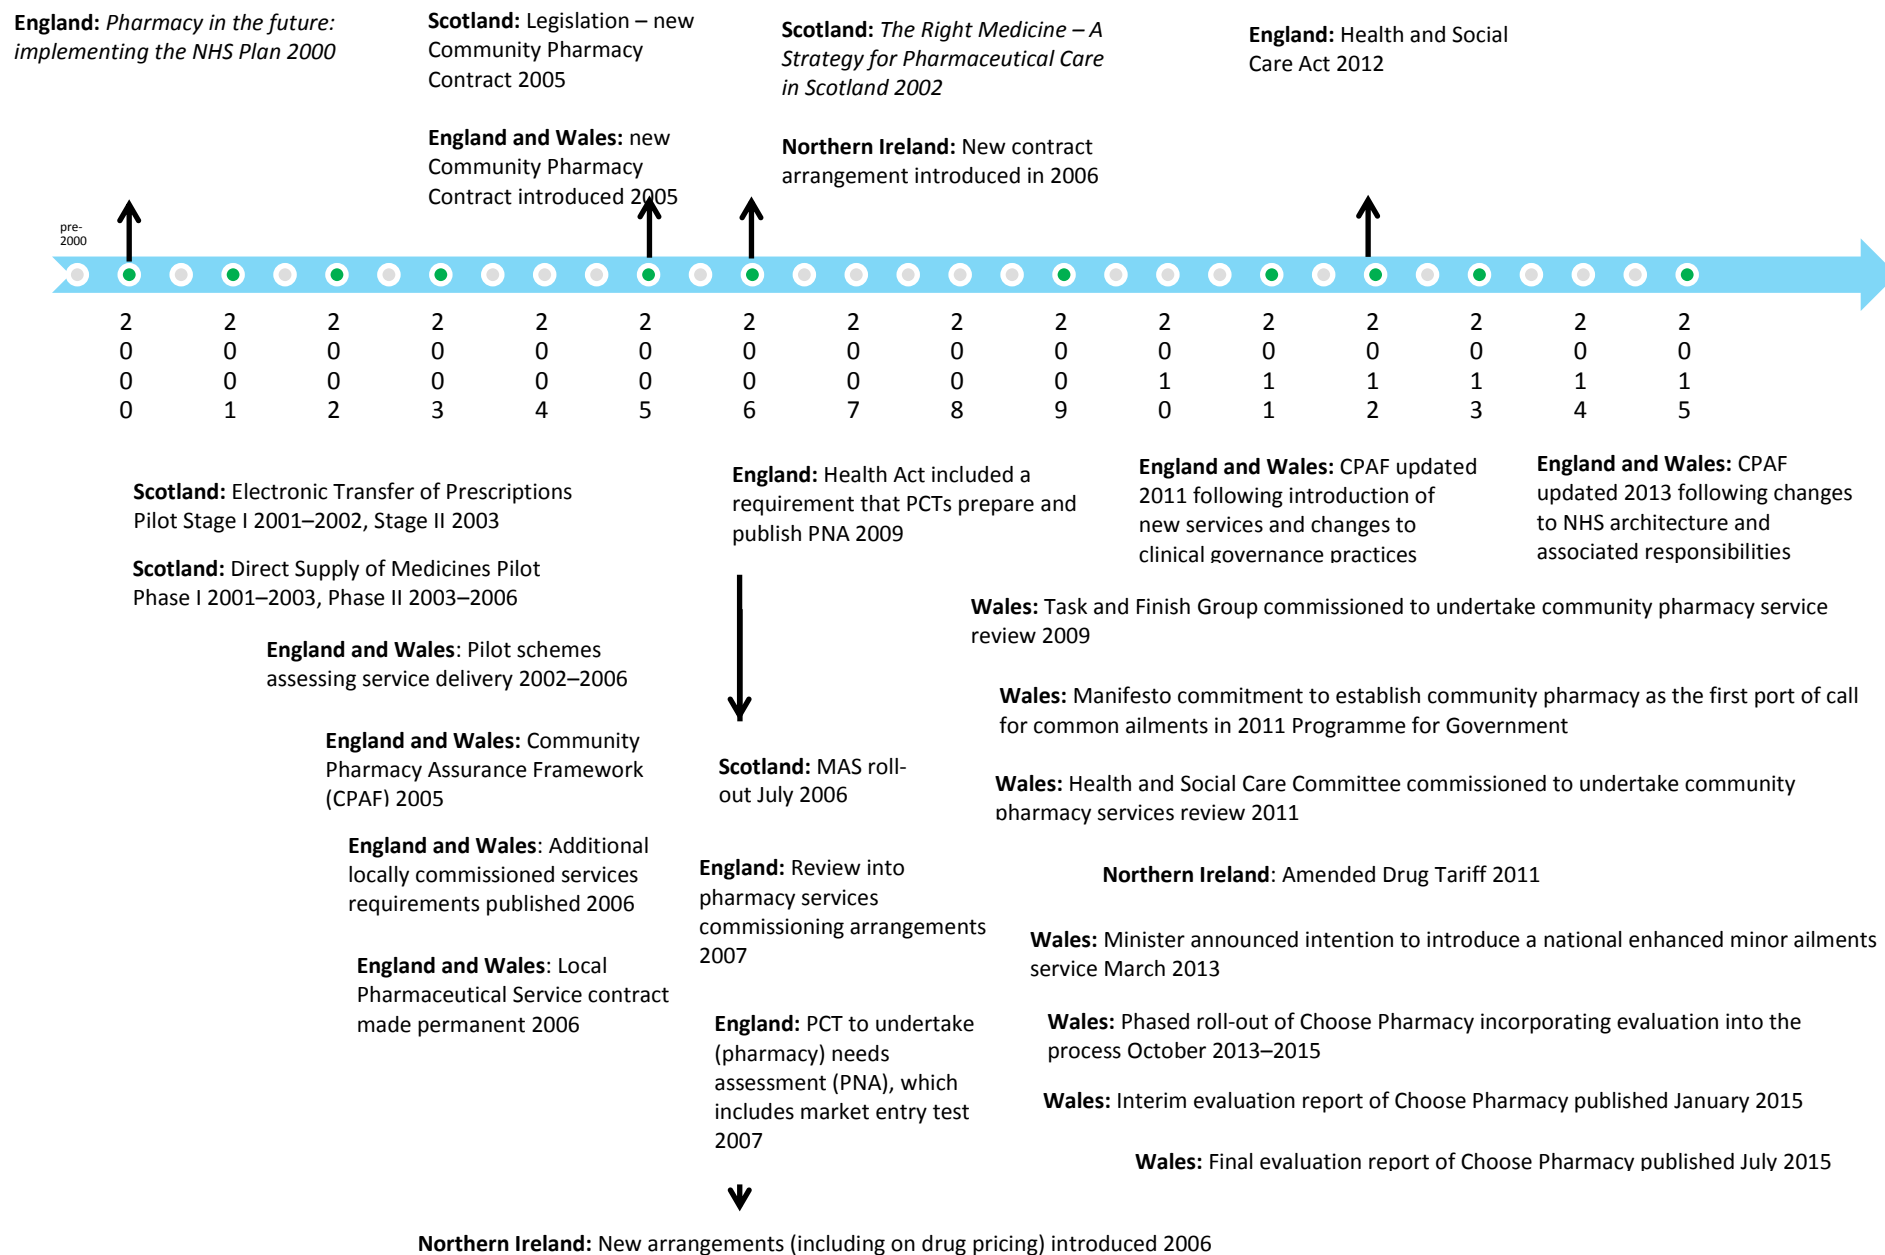 England: Pharmacy in the future:
implementing the NHS Plan 2000
Scotland: Legislation – new
Community Pharmacy
Contract 2005
England and Wales: new
Community Pharmacy
Contract introduced 2005
Scotland: The Right Medicine – A
Strategy for Pharmaceutical Care
in Scotland 2002
Northern Ireland: New contract
arrangement introduced in 2006
England: Health and Social
Care Act 2012
pre-
2000
2000
2001
2002
2003
2004
2005
2006
2007
2008
2009
2010
2011
2012
2013
2014
2015
Scotland: Electronic Transfer of Prescriptions
Pilot Stage I 2001–2002, Stage II 2003
Scotland: Direct Supply of Medicines Pilot
Phase I 2001–2003, Phase II 2003–2006
England and Wales: Pilot schemes
assessing service delivery 2002–2006
England and Wales: Community
Pharmacy Assurance Framework
(CPAF) 2005
England and Wales: Additional
locally commissioned services
requirements published 2006
England and Wales: Local
Pharmaceutical Service contract
made permanent 2006
England: Health Act included a
requirement that PCTs prepare and
publish PNA 2009
Scotland: MAS roll-
out July 2006
England: Review into
pharmacy services
commissioning arrangements
2007
England: PCT to undertake
(pharmacy) needs
assessment (PNA), which
includes market entry test
2007
England and Wales: CPAF updated
2011 following introduction of
new services and changes to
clinical governance practices
England and Wales: CPAF
updated 2013 following changes
to NHS architecture and
associated responsibilities
Wales: Task and Finish Group commissioned to undertake community pharmacy service
review 2009
Wales: Manifesto commitment to establish community pharmacy as the first port of call
for common ailments in 2011 Programme for Government
Wales: Health and Social Care Committee commissioned to undertake community
pharmacy services review 2011
Northern Ireland: Amended Drug Tariff 2011
Wales: Minister announced intention to introduce a national enhanced minor ailments
service March 2013
Wales: Phased roll-out of Choose Pharmacy incorporating evaluation into the
process October 2013–2015
Wales: Interim evaluation report of Choose Pharmacy published January 2015
Wales: Final evaluation report of Choose Pharmacy published July 2015
Northern Ireland: New arrangements (including on drug pricing) introduced 2006